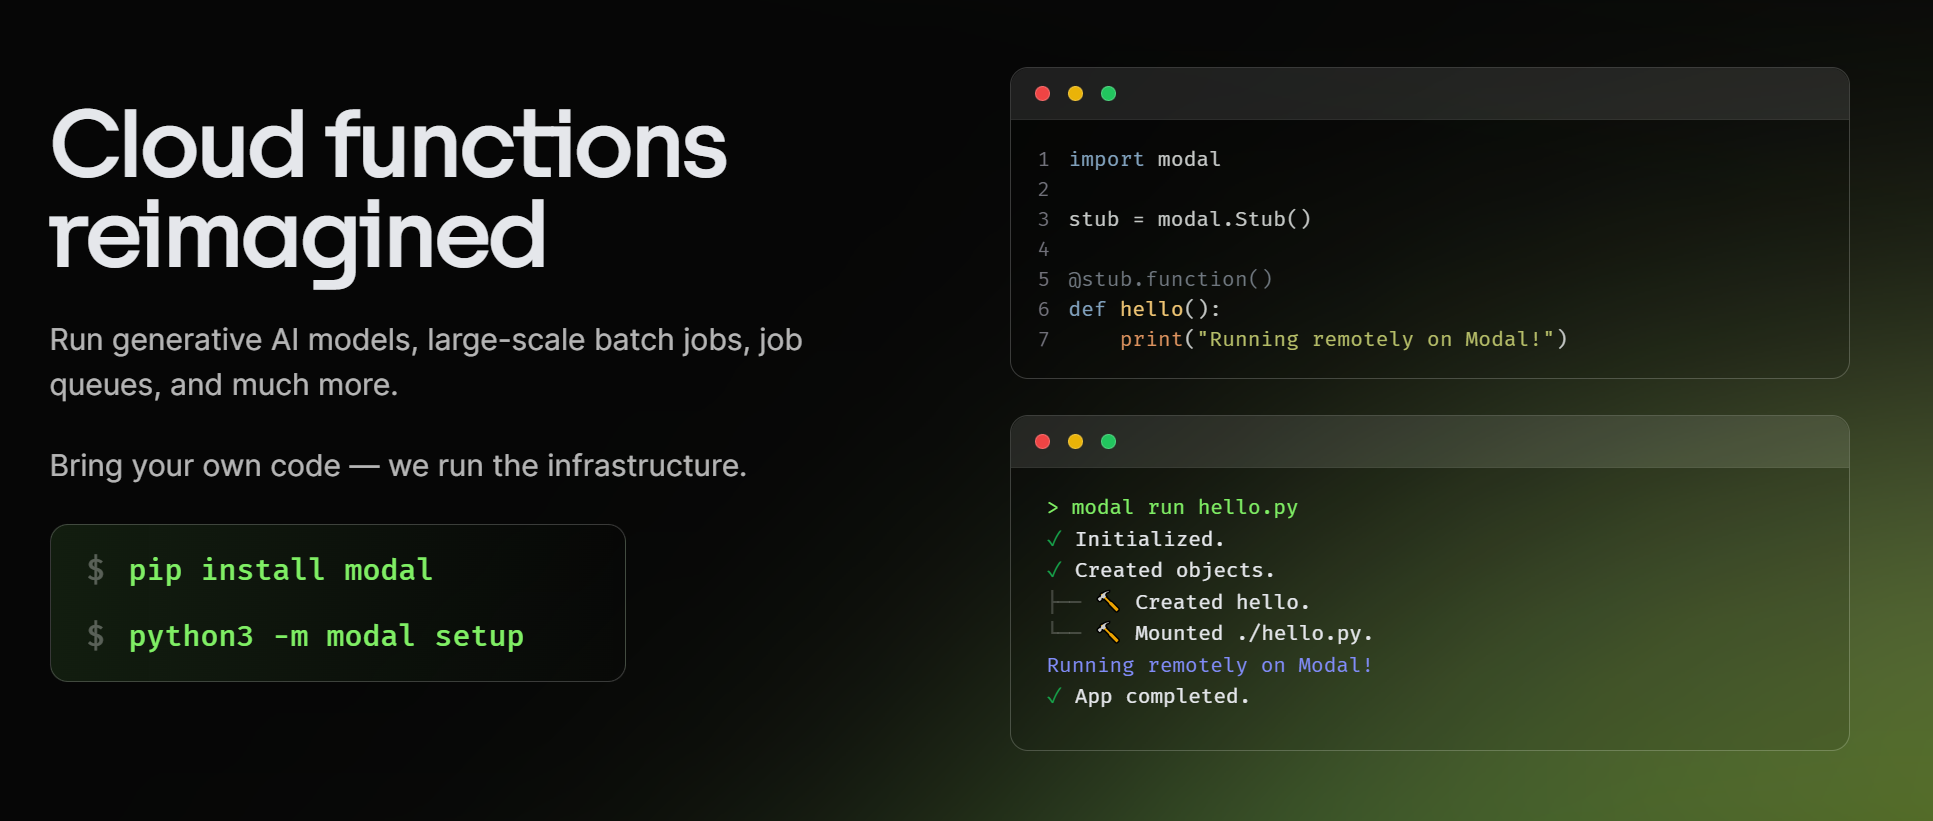 Cloud functions
reimagined
Run generative AI models, large-scale batch jobs, job
queues, and much more.
Bring your own code — we run the infrastructure.
$ pip install modal
$ python3 -m modal setup
1 import modal
2
3 stub = modal.Stub()
4
5 @stub.function()
6 def hello():
7     print("Running remotely on Modal!")
> modal run hello.py
✓ Initialized.
✓ Created objects.
├── 🔨 Created hello.
└── 🔨 Mounted ./hello.py.
Running remotely on Modal!
✓ App completed.